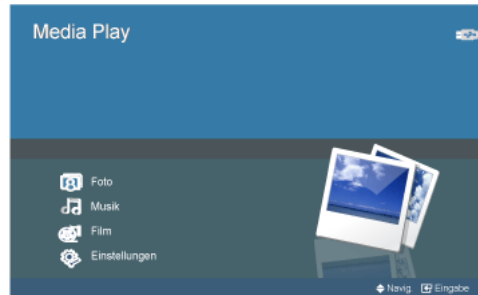 Media Play
Foto
Musik
Film
Einstellungen
Navig. Eingabe